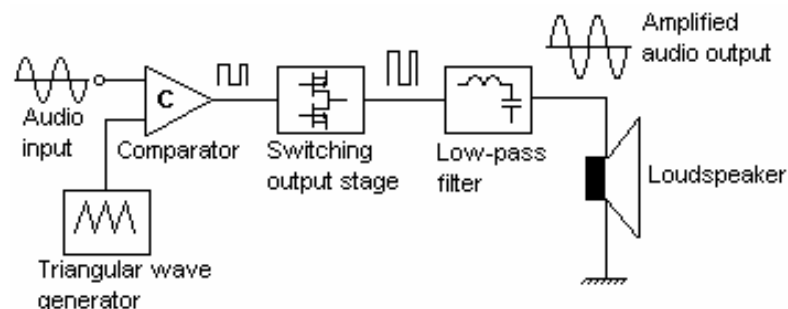 Amplified
audio output
C
Audio
input
Comparator
Switching
output stage
Low-pass
filter
Loudspeaker
Triangular wave
generator